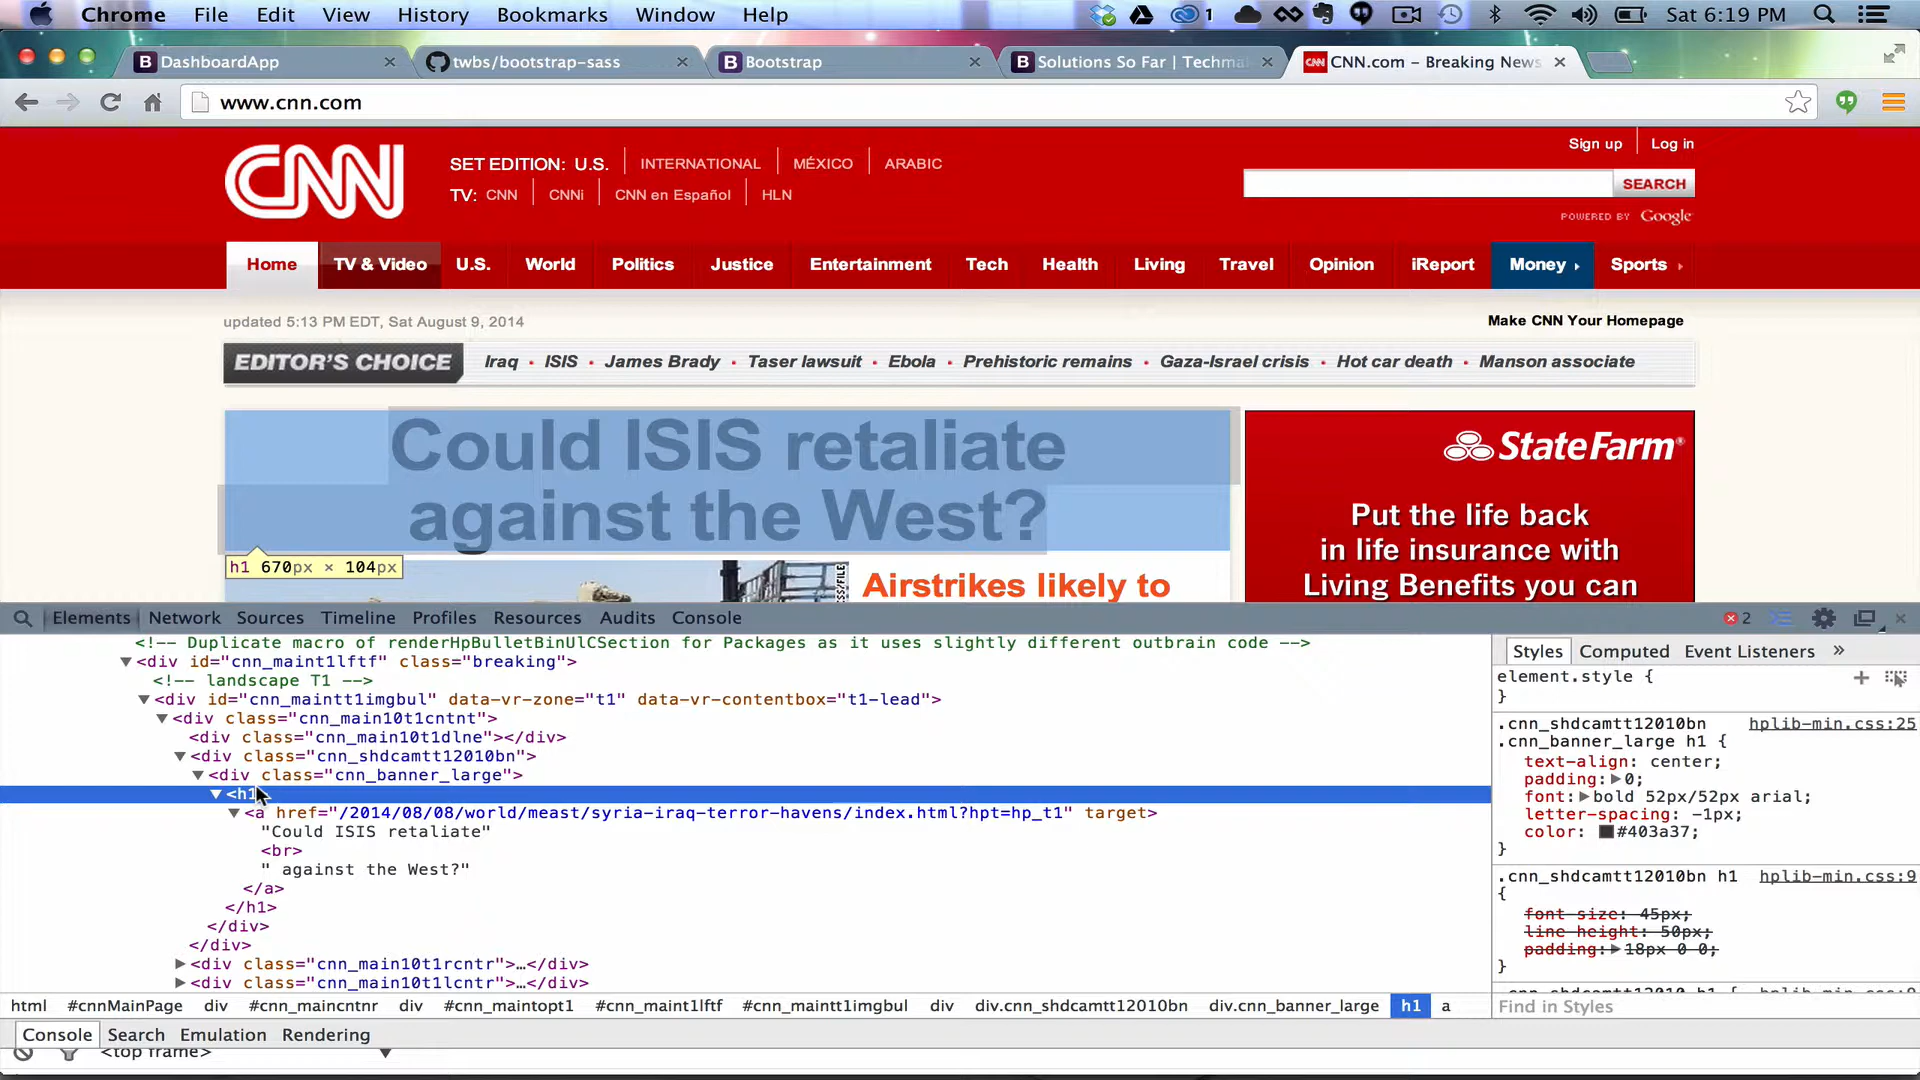 Chrome File Edit View History Bookmarks Window Help 1 Sat 6:19 PM
DashboardApp twbs/bootstrap-sass Bootstrap Solutions So Far | Techma CNN.com – Breaking News
www.cnn.com
Sign up Log in
CNN SET EDITION: U.S. INTERNATIONAL MÉXICO ARABIC
SEARCH
TV: CNN CNNi CNN en Español HLN
POWERED BY Google
Home TV & Video U.S. World Politics Justice Entertainment Tech Health Living Travel Opinion iReport Money Sports
updated 5:13 PM EDT, Sat August 9, 2014 Make CNN Your Homepage
EDITOR'S CHOICE Iraq • ISIS • James Brady • Taser lawsuit • Ebola • Prehistoric remains • Gaza-Israel crisis • Hot car death • Manson associate
Could ISIS retaliate
against the West?
StateFarm®
Put the life back
in life insurance with
Living Benefits you can
h1 670px × 104px
Airstrikes likely to
Elements Network Sources Timeline Profiles Resources Audits Console 2
<!-- Duplicate macro of renderHpBulletBinUlCSection for Packages as it uses slightly different outbrain code -->
<div id="cnn_maint1lftf" class="breaking">
<!-- landscape T1 -->
<div id="cnn_maintt1imgbul" data-vr-zone="t1" data-vr-contentbox="t1-lead">
<div class="cnn_main10t1cntnt">
<div class="cnn_main10t1dlne"></div>
<div class="cnn_shdcamtt12010bn">
<div class="cnn_banner_large">
<h1>
<a href="/2014/08/08/world/meast/syria-iraq-terror-havens/index.html?hpt=hp_t1" target>
"Could ISIS retaliate"
<br>
" against the West?"
</a>
</h1>
</div>
</div>
<div class="cnn_main10t1rcntr">…</div>
<div class="cnn_main10t1lcntr">…</div>
html #cnnMainPage div #cnn_maincntnr div #cnn_maintopt1 #cnn_maint1lftf #cnn_maintt1imgbul div div.cnn_shdcamtt12010bn div.cnn_banner_large h1 a
Styles Computed Event Listeners »
element.style {
}
.cnn_shdcamtt12010bn hplib-min.css:25
.cnn_banner_large h1 {
text-align: center;
padding: 0;
font: bold 52px/52px arial;
letter-spacing: -1px;
color: #403a37;
}
.cnn_shdcamtt12010bn h1 hplib-min.css:9
{
font-size: 45px;
line-height: 50px;
padding: 18px 0 0;
}
Find in Styles
Console Search Emulation Rendering
<top frame>